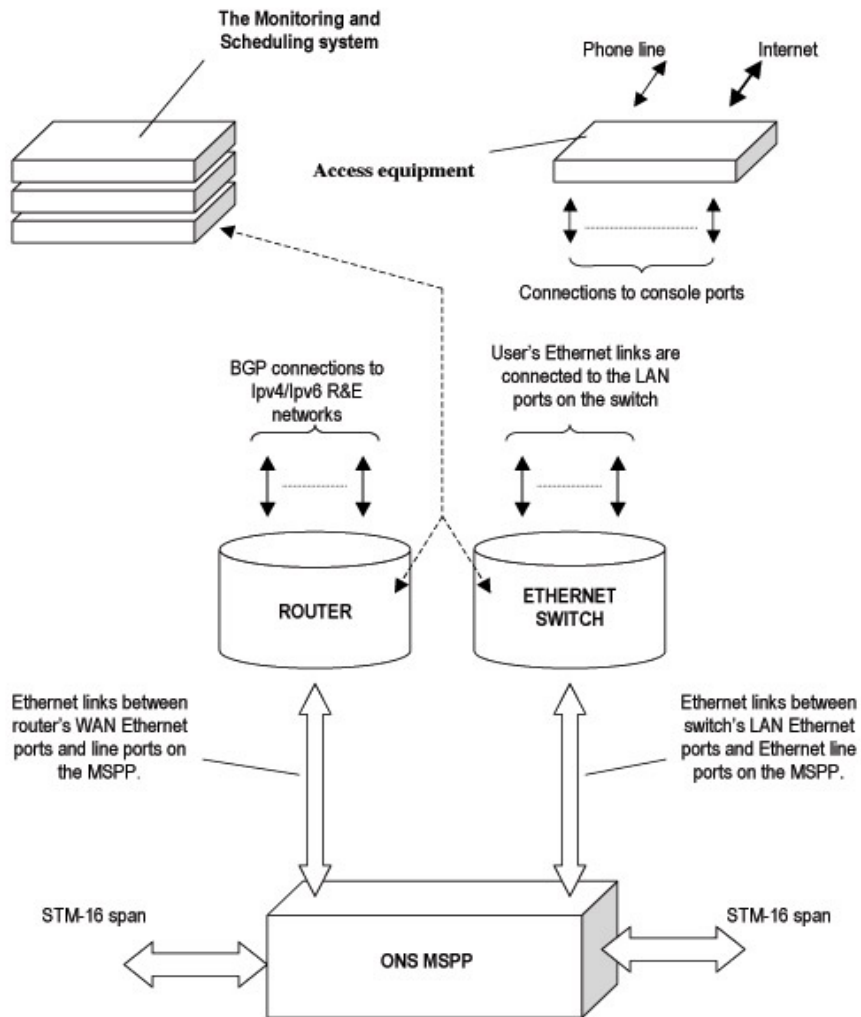 The Monitoring and
Scheduling system
Phone line
Internet
Access equipment
Connections to console ports
BGP connections to
Ipv4/Ipv6 R&E
networks
User's Ethernet links are
connected to the LAN
ports on the switch
ROUTER
ETHERNET
SWITCH
Ethernet links between
router's WAN Ethernet
ports and line ports on
the MSPP.
Ethernet links between
switch's LAN Ethernet
ports and Ethernet line
ports on the MSPP.
STM-16 span
STM-16 span
ONS MSPP